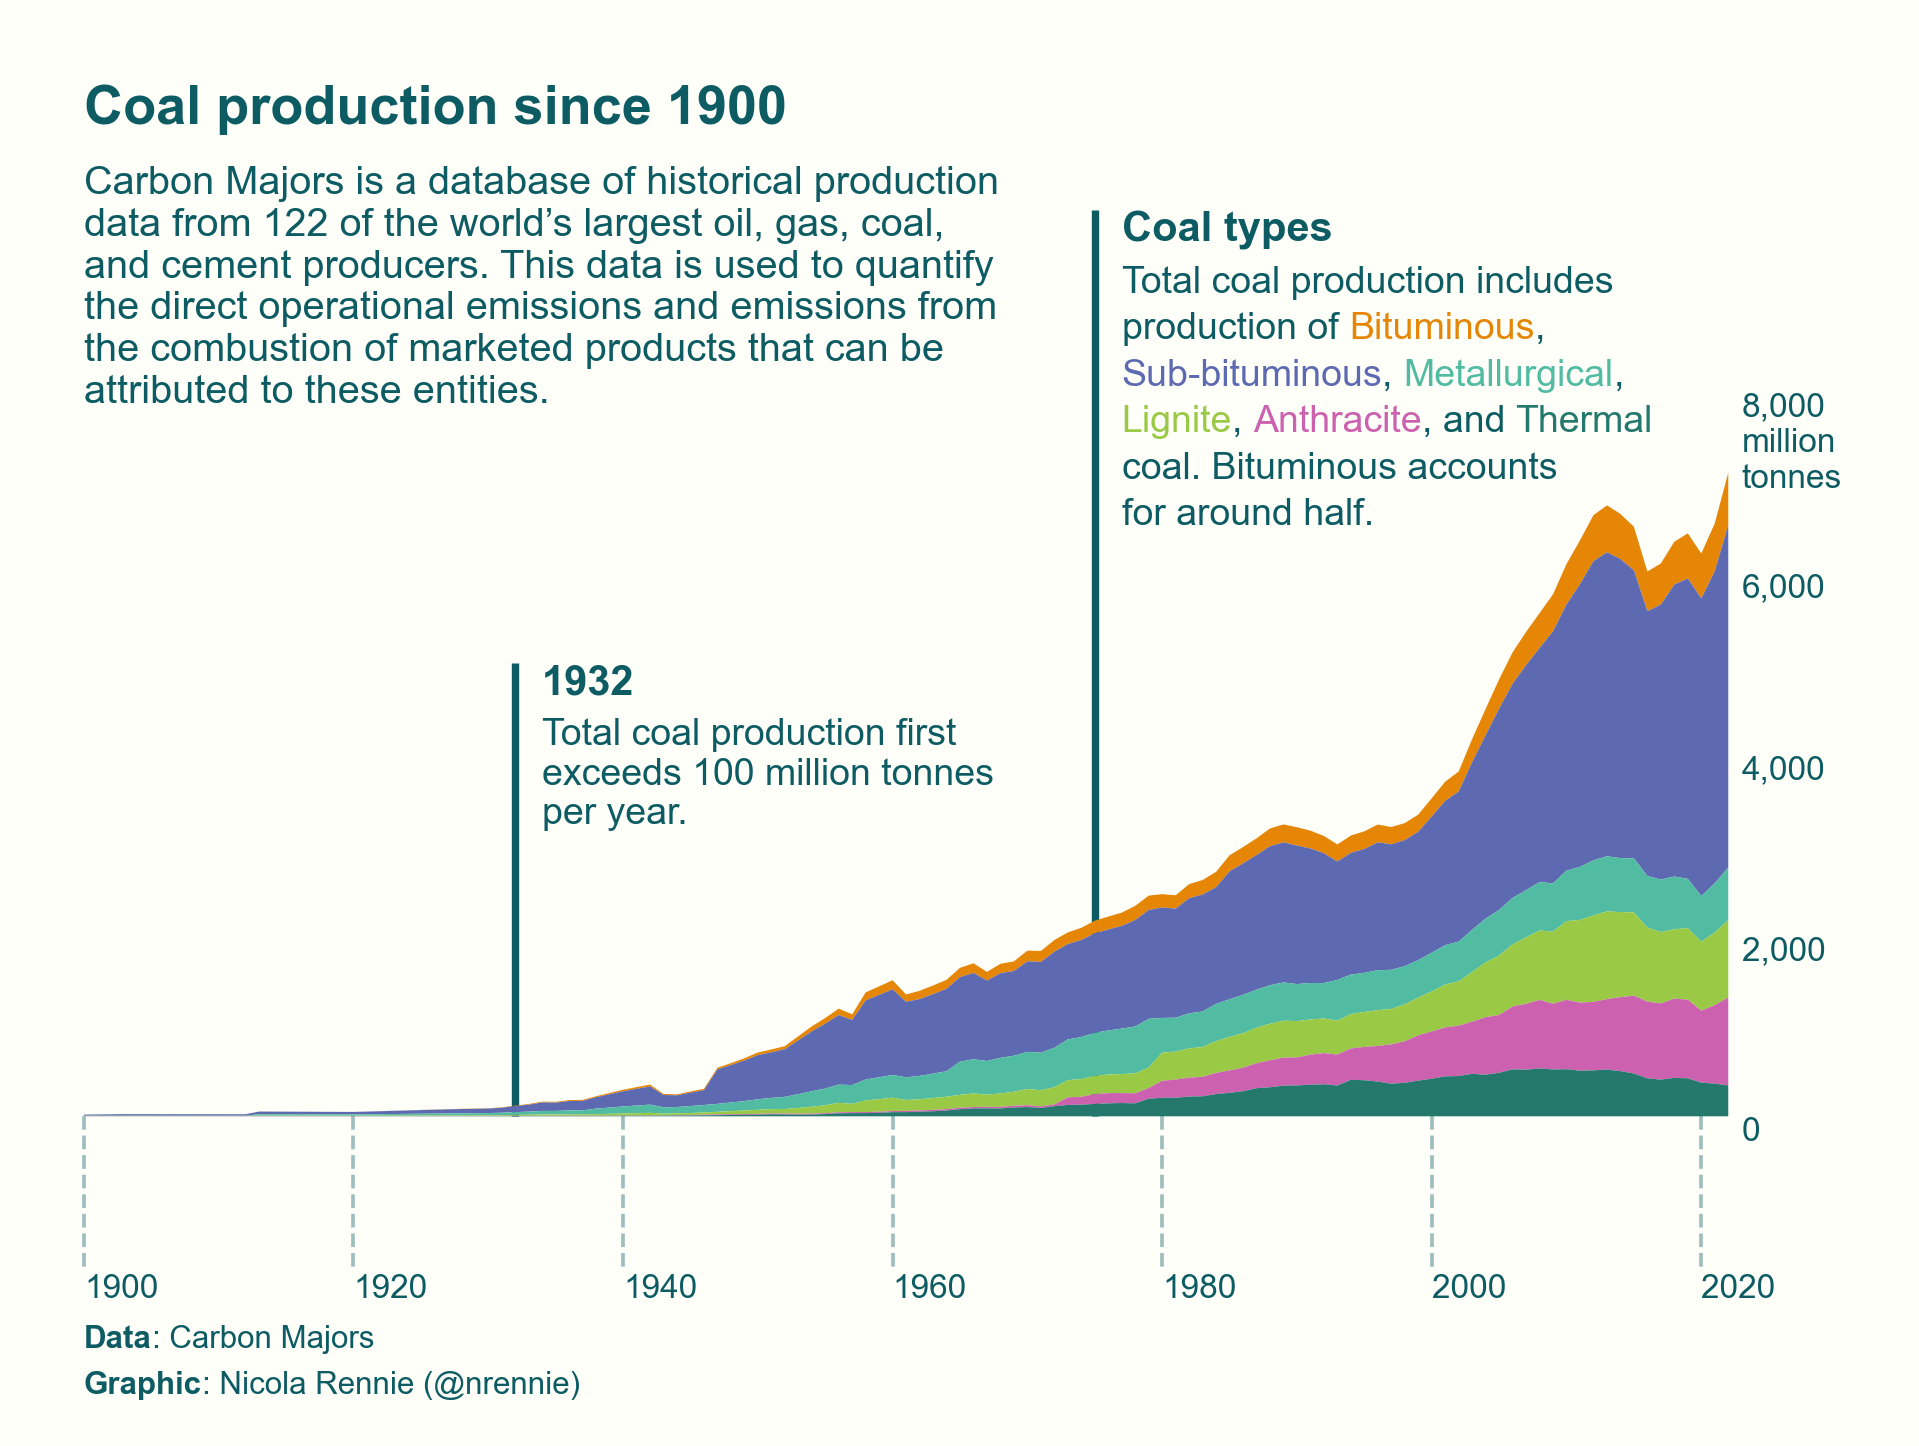 Coal production since 1900
Carbon Majors is a database of historical production
data from 122 of the world’s largest oil, gas, coal,
and cement producers. This data is used to quantify
the direct operational emissions and emissions from
the combustion of marketed products that can be
attributed to these entities.
Coal types
Total coal production includes
production of Bituminous,
Sub-bituminous, Metallurgical,
Lignite, Anthracite, and Thermal
coal. Bituminous accounts
for around half.
8,000
million
tonnes
6,000
4,000
2,000
0
1932
Total coal production first
exceeds 100 million tonnes
per year.
1900
1920
1940
1960
1980
2000
2020
Data: Carbon Majors
Graphic: Nicola Rennie (@nrennie)